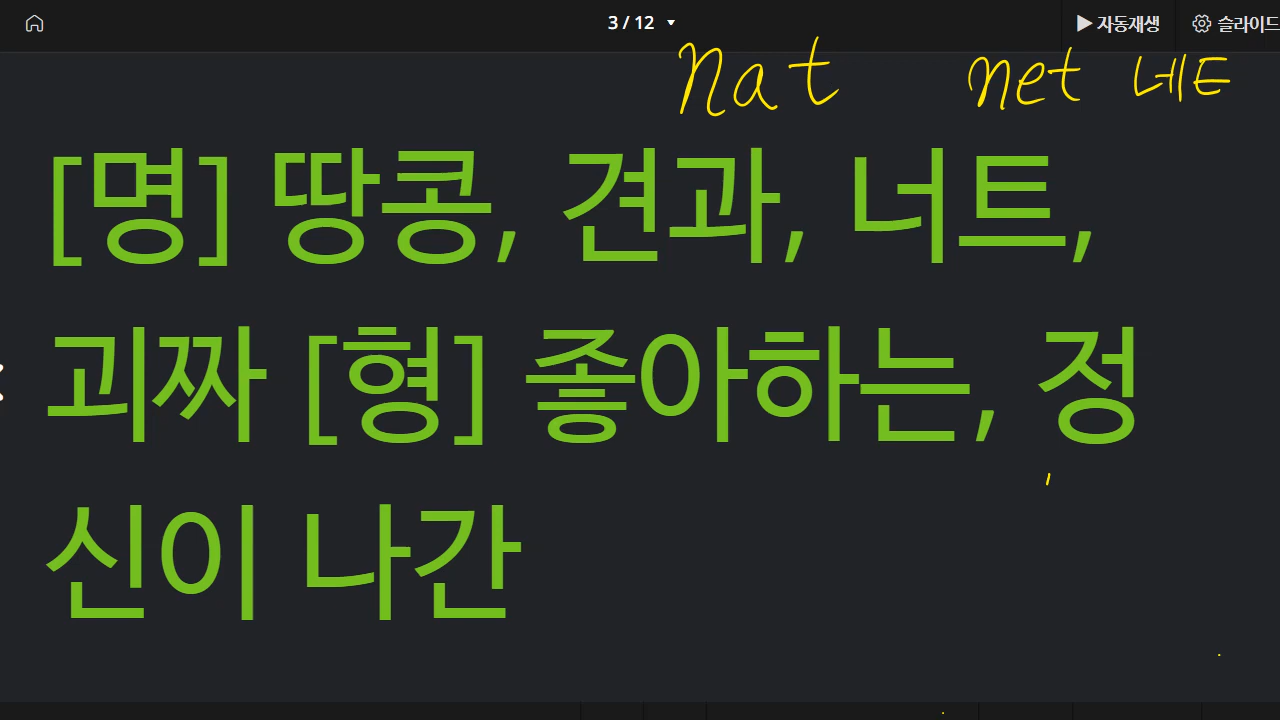 3 / 12 ▼ ▶ 자동재생 슬라이드
nat net 네트
[명] 땅콩, 견과, 너트,
괴짜 [형] 좋아하는, 정
신이 나간